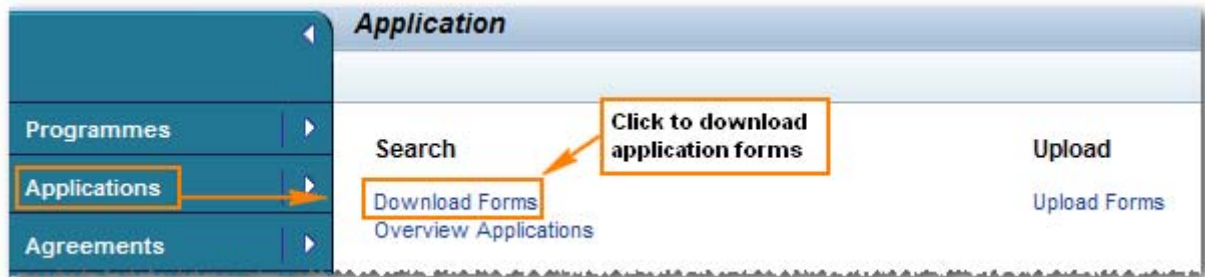 Application
Programmes
Applications
Agreements
Search
Download Forms
Overview Applications
Click to download
application forms
Upload
Upload Forms